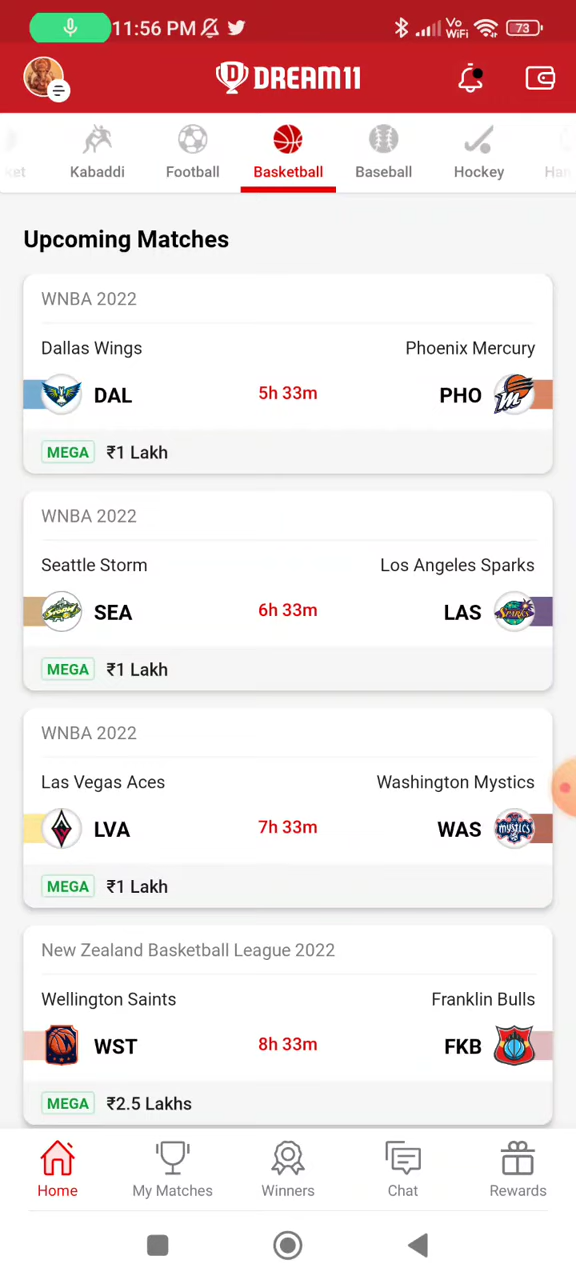 11:56 PM
Vo WiFi 73
DREAM11
ket Kabaddi Football Basketball Baseball Hockey Han
Upcoming Matches
WNBA 2022
Dallas Wings Phoenix Mercury
DAL 5h 33m PHO
MEGA ₹1 Lakh
WNBA 2022
Seattle Storm Los Angeles Sparks
SEA 6h 33m LAS
MEGA ₹1 Lakh
WNBA 2022
Las Vegas Aces Washington Mystics
LVA 7h 33m WAS
MEGA ₹1 Lakh
New Zealand Basketball League 2022
Wellington Saints Franklin Bulls
WST 8h 33m FKB
MEGA ₹2.5 Lakhs
Home My Matches Winners Chat Rewards